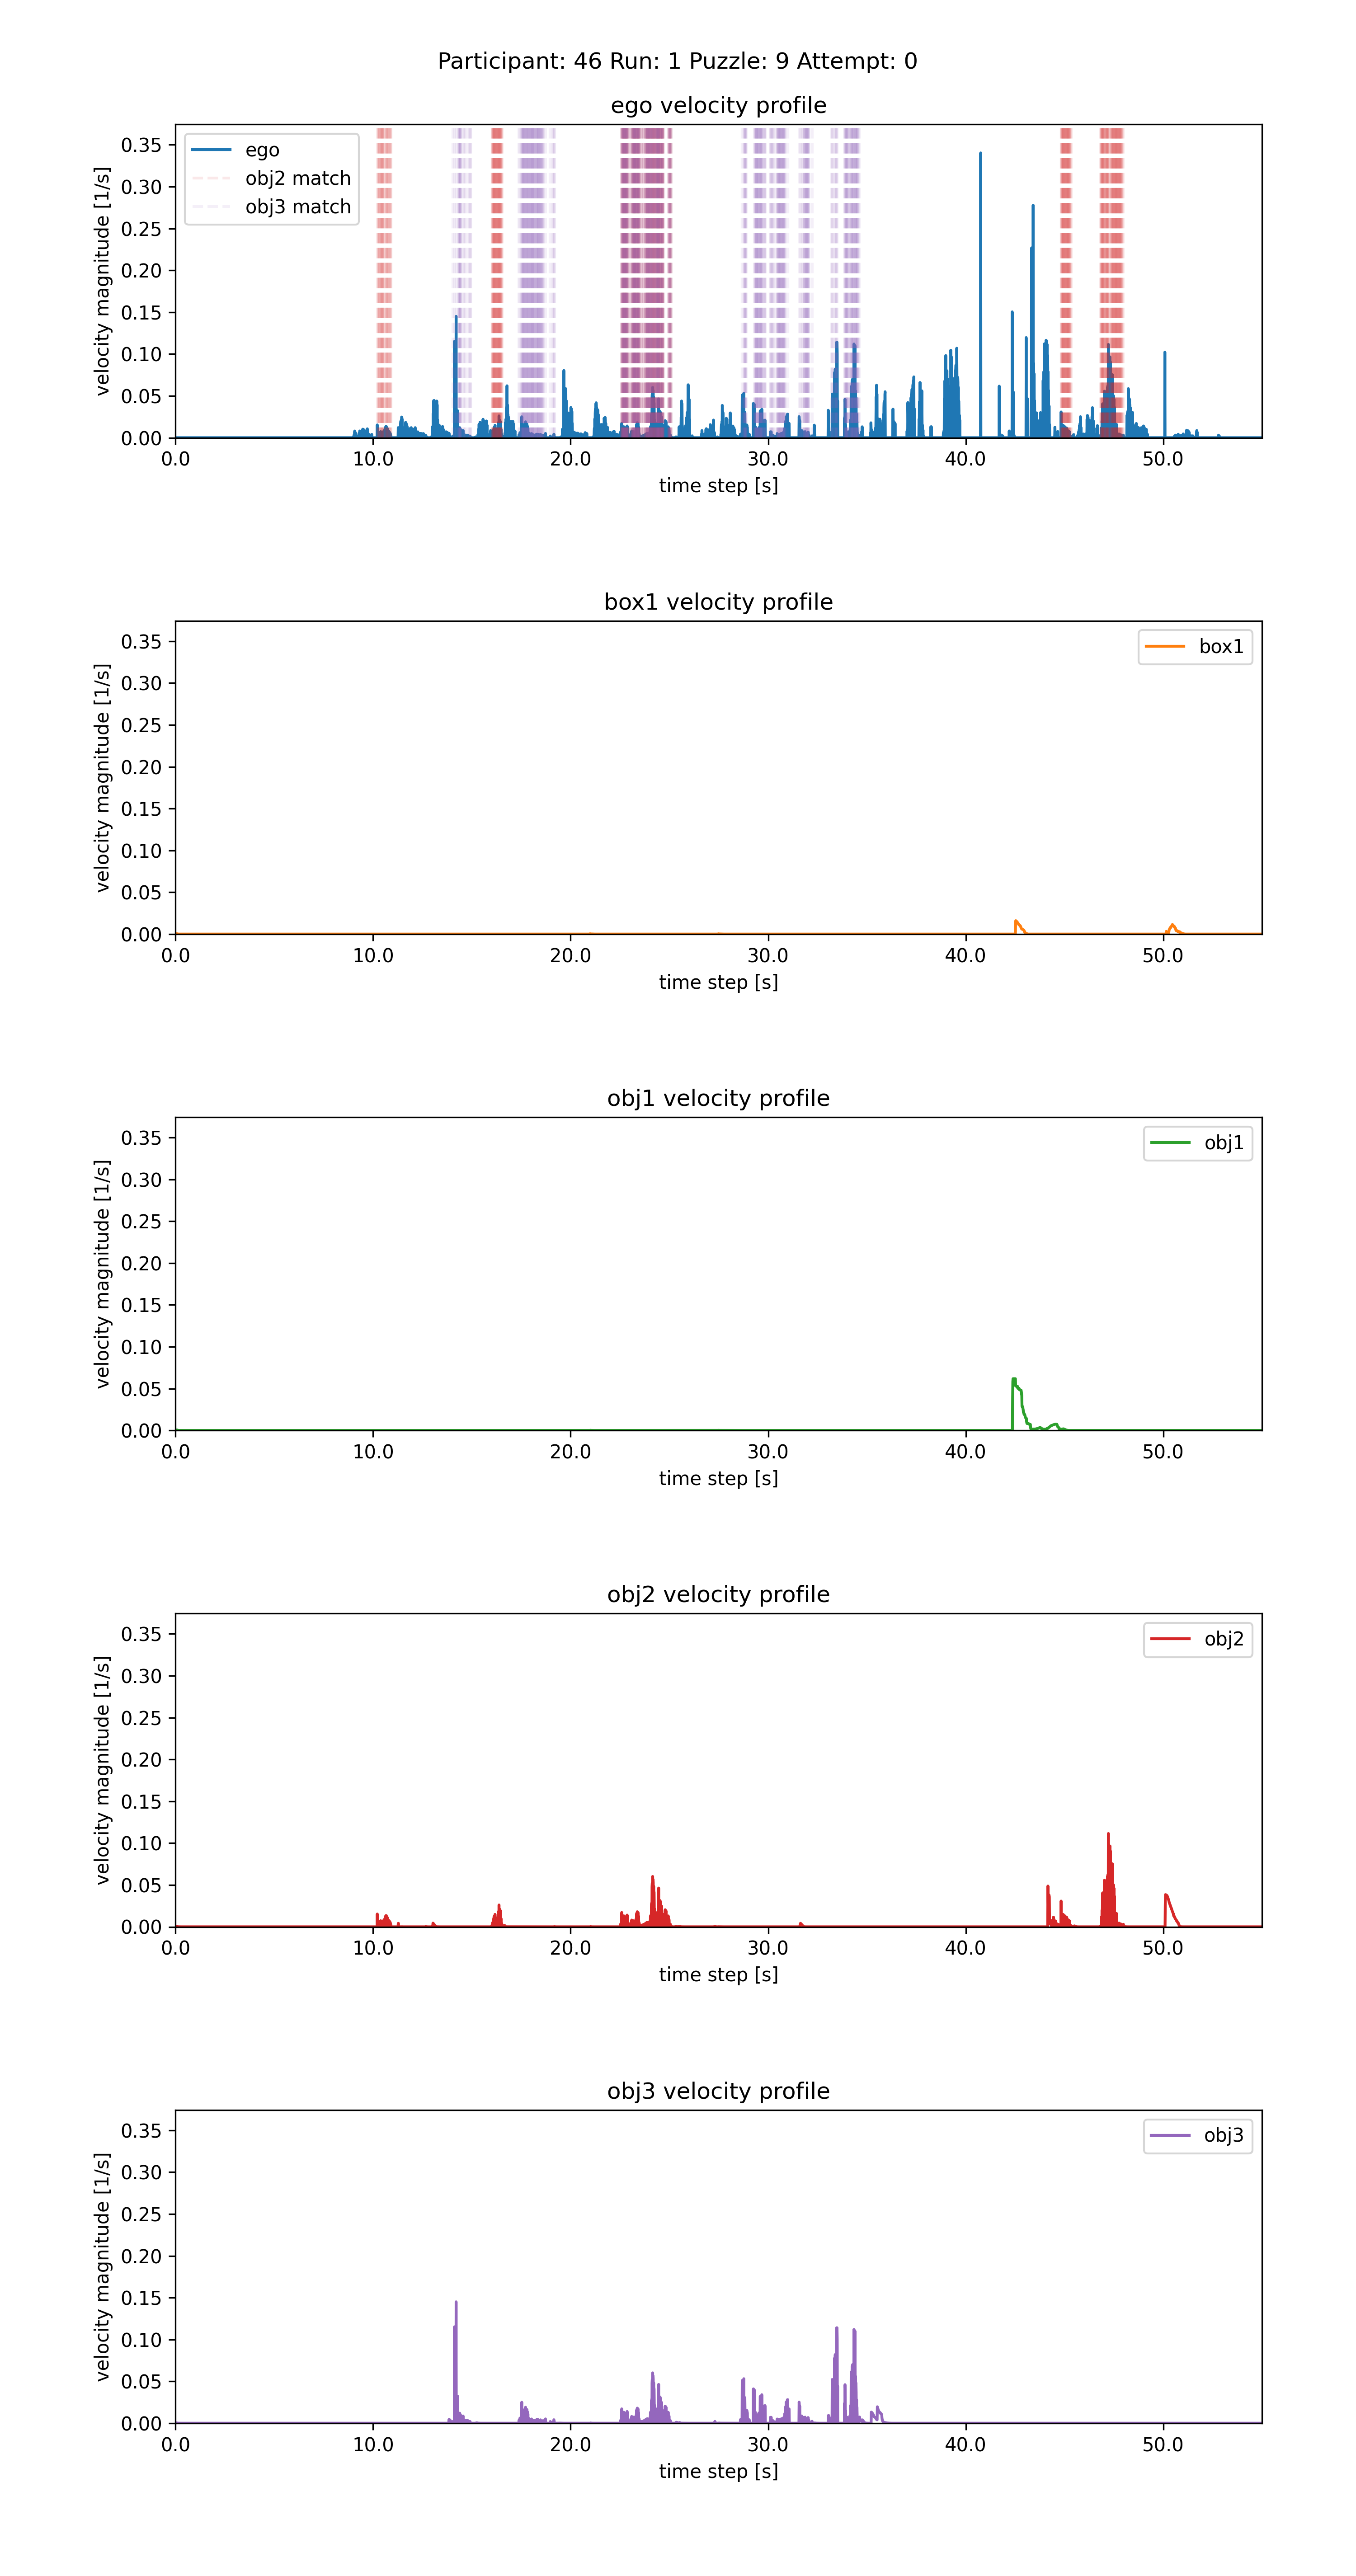 Participant: 46 Run: 1 Puzzle: 9 Attempt: 0
ego velocity profile
velocity magnitude [1/s]
0.35
0.30
0.25
0.20
0.15
0.10
0.05
0.00
ego
obj2 match
obj3 match
0.0 10.0 20.0 30.0 40.0 50.0
time step [s]
box1 velocity profile
velocity magnitude [1/s]
0.35
0.30
0.25
0.20
0.15
0.10
0.05
0.00
box1
0.0 10.0 20.0 30.0 40.0 50.0
time step [s]
obj1 velocity profile
velocity magnitude [1/s]
0.35
0.30
0.25
0.20
0.15
0.10
0.05
0.00
obj1
0.0 10.0 20.0 30.0 40.0 50.0
time step [s]
obj2 velocity profile
velocity magnitude [1/s]
0.35
0.30
0.25
0.20
0.15
0.10
0.05
0.00
obj2
0.0 10.0 20.0 30.0 40.0 50.0
time step [s]
obj3 velocity profile
velocity magnitude [1/s]
0.35
0.30
0.25
0.20
0.15
0.10
0.05
0.00
obj3
0.0 10.0 20.0 30.0 40.0 50.0
time step [s]